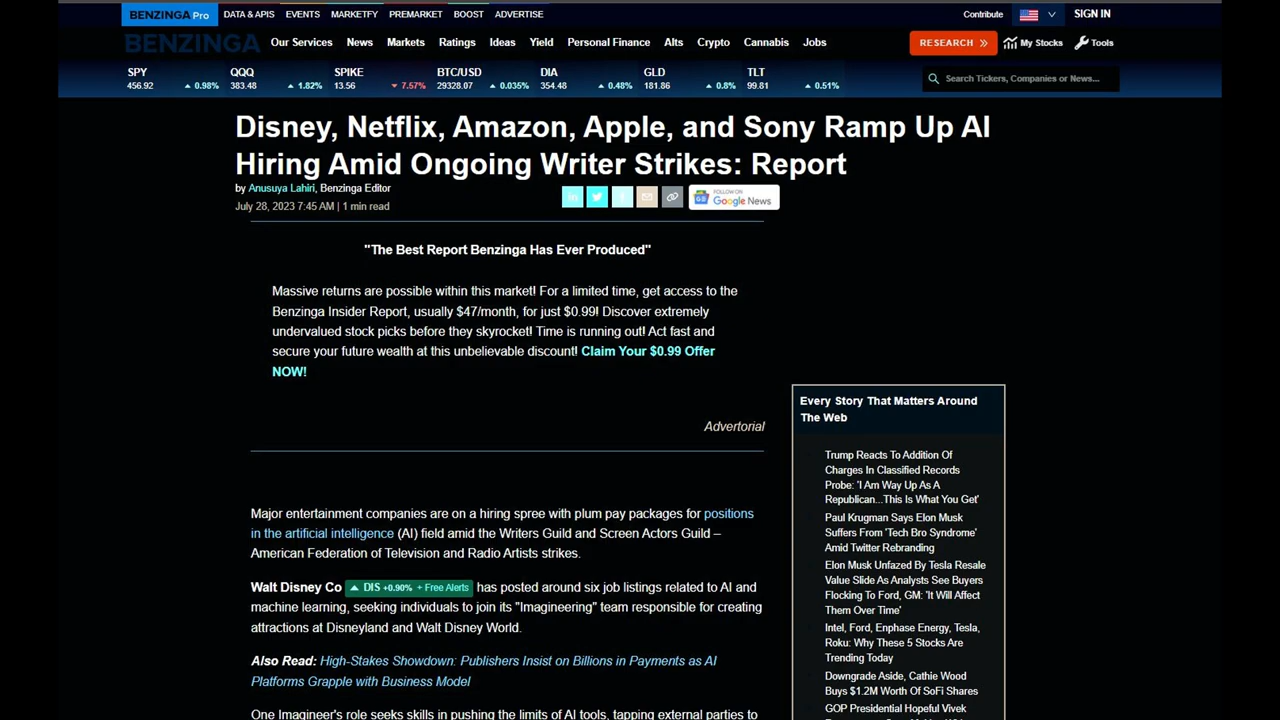 BENZINGA Pro DATA & APIS EVENTS MARKETFY PREMARKET BOOST ADVERTISE Contribute SIGN IN
BENZINGA Our Services News Markets Ratings Ideas Yield Personal Finance Alts Crypto Cannabis Jobs RESEARCH My Stocks Tools
SPY QQQ SPIKE BTC/USD DIA GLD TLT
456.92 0.98% 383.48 1.82% 13.56 7.57% 29328.07 0.035% 354.48 0.48% 181.86 0.8% 99.81 0.51%
Search Tickers, Companies or News...
Disney, Netflix, Amazon, Apple, and Sony Ramp Up AI
Hiring Amid Ongoing Writer Strikes: Report
by Anusuya Lahiri, Benzinga Editor
July 28, 2023 7:45 AM | 1 min read
FOLLOW ON
Google News
"The Best Report Benzinga Has Ever Produced"
Massive returns are possible within this market! For a limited time, get access to the
Benzinga Insider Report, usually $47/month, for just $0.99! Discover extremely
undervalued stock picks before they skyrocket! Time is running out! Act fast and
secure your future wealth at this unbelievable discount! Claim Your $0.99 Offer
NOW!
Advertorial
Major entertainment companies are on a hiring spree with plum pay packages for positions
in the artificial intelligence (AI) field amid the Writers Guild and Screen Actors Guild –
American Federation of Television and Radio Artists strikes.
Walt Disney Co DIS +0.90% + Free Alerts has posted around six job listings related to AI and
machine learning, seeking individuals to join its "Imagineering" team responsible for creating
attractions at Disneyland and Walt Disney World.
Also Read: High-Stakes Showdown: Publishers Insist on Billions in Payments as AI
Platforms Grapple with Business Model
One Imagineer's role seeks skills in pushing the limits of AI tools, tapping external parties to
Every Story That Matters Around
The Web
Trump Reacts To Addition Of
Charges In Classified Records
Probe: 'I Am Way Up As A
Republican...This Is What You Get'
Paul Krugman Says Elon Musk
Suffers From 'Tech Bro Syndrome'
Amid Twitter Rebranding
Elon Musk Unfazed By Tesla Resale
Value Slide As Analysts See Buyers
Flocking To Ford, GM: 'It Will Affect
Them Over Time'
Intel, Ford, Enphase Energy, Tesla,
Roku: Why These 5 Stocks Are
Trending Today
Downgrade Aside, Cathie Wood
Buys $1.2M Worth Of SoFi Shares
GOP Presidential Hopeful Vivek